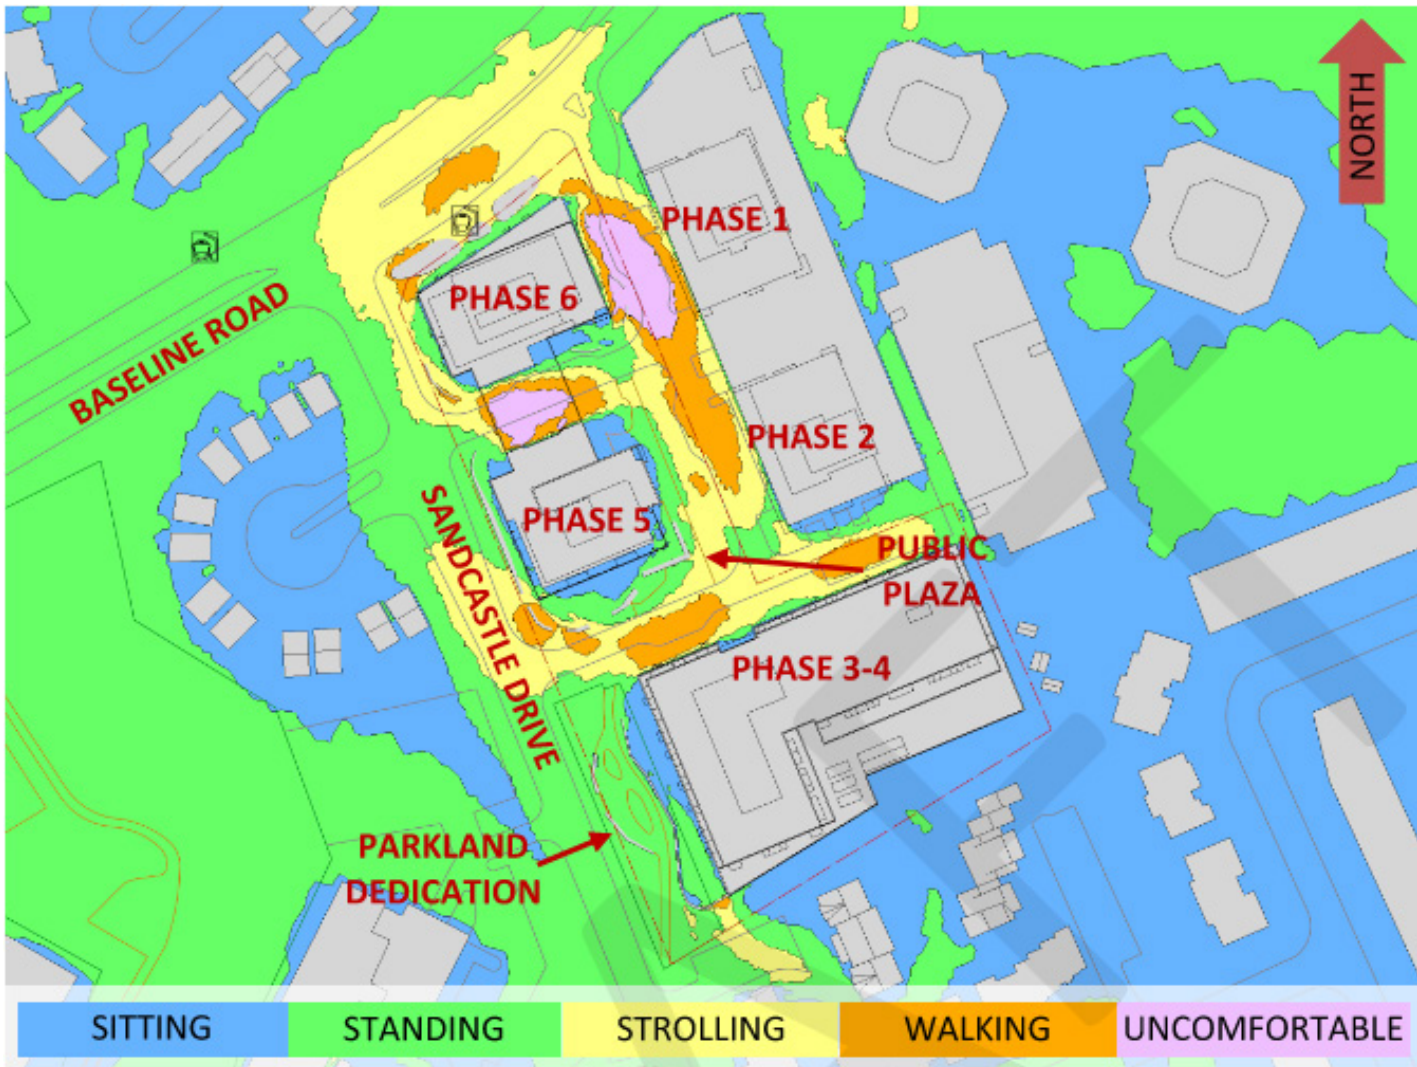 NORTH
PHASE 1
PHASE 6
BASELINE ROAD
PHASE 2
PHASE 5
SANDCASTLE DRIVE
PUBLIC
PLAZA
PHASE 3-4
PARKLAND
DEDICATION
SITTING
STANDING
STROLLING
WALKING
UNCOMFORTABLE